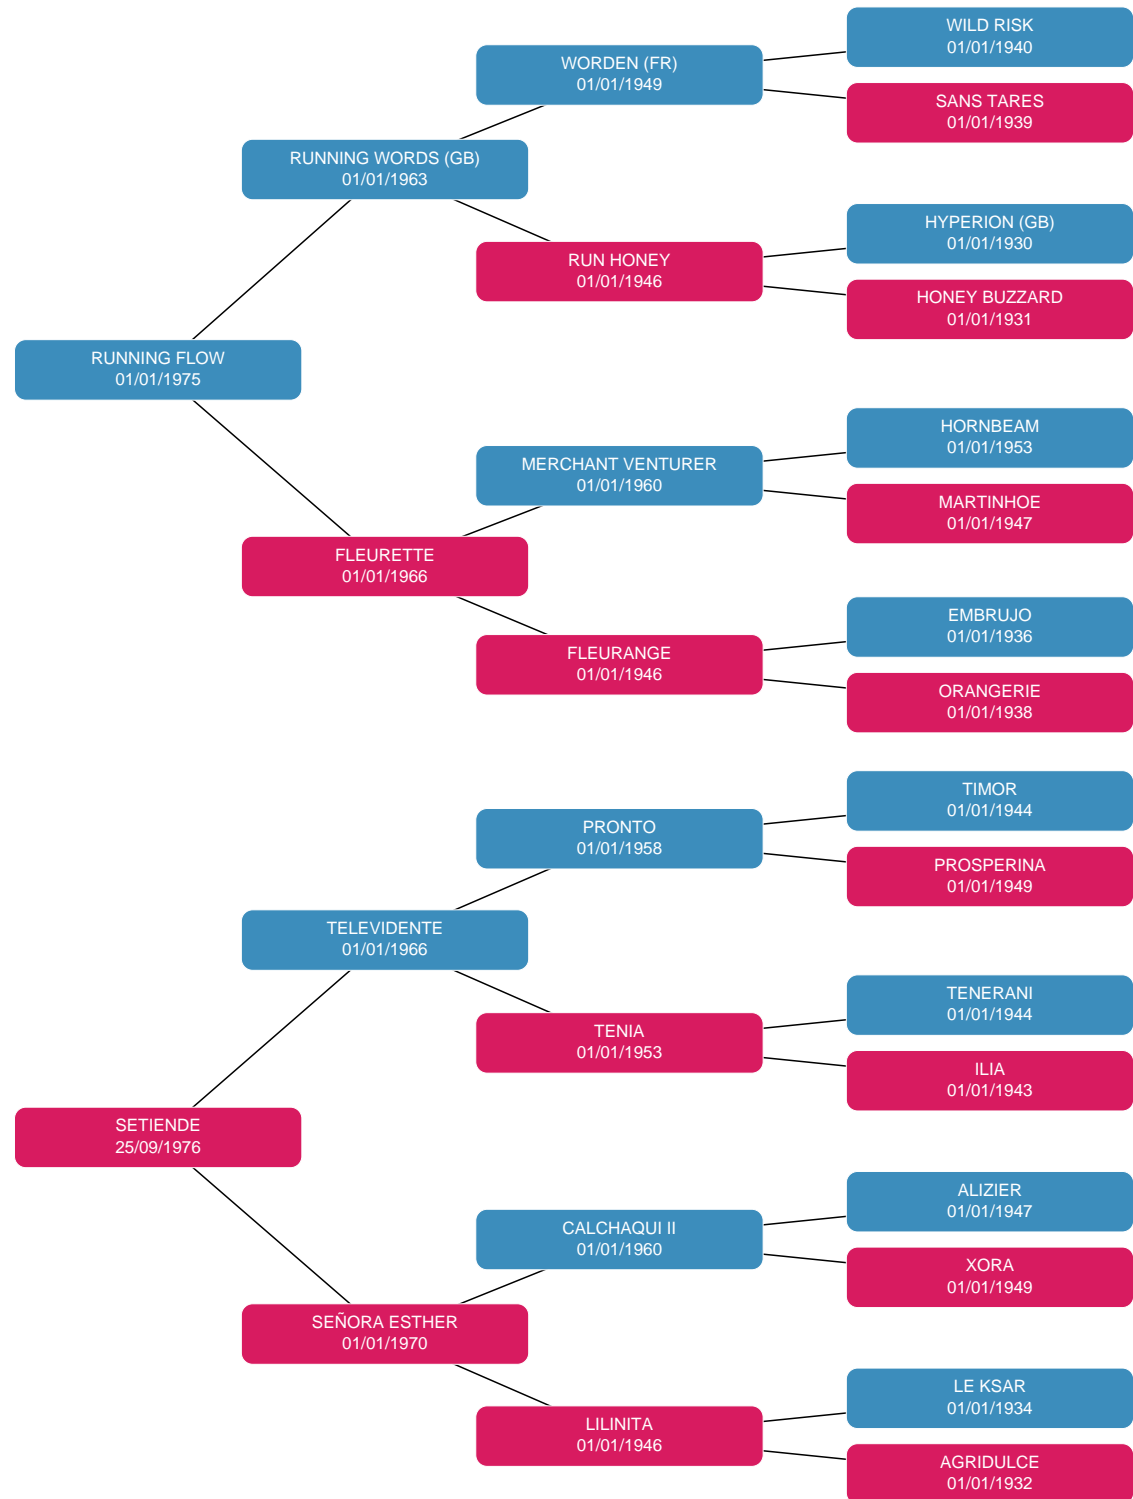 WILD RISK
01/01/1940
WORDEN (FR)
01/01/1949
SANS TARES
01/01/1939
RUNNING WORDS (GB)
01/01/1963
HYPERION (GB)
01/01/1930
RUN HONEY
01/01/1946
HONEY BUZZARD
01/01/1931
RUNNING FLOW
01/01/1975
HORNBEAM
01/01/1953
MERCHANT VENTURER
01/01/1960
MARTINHOE
01/01/1947
FLEURETTE
01/01/1966
EMBRUJO
01/01/1936
FLEURANGE
01/01/1946
ORANGERIE
01/01/1938
TIMOR
01/01/1944
PRONTO
01/01/1958
PROSPERINA
01/01/1949
TELEVIDENTE
01/01/1966
TENERANI
01/01/1944
TENIA
01/01/1953
ILIA
01/01/1943
SETIENDE
25/09/1976
ALIZIER
01/01/1947
CALCHAQUI II
01/01/1960
XORA
01/01/1949
SEÑORA ESTHER
01/01/1970
LE KSAR
01/01/1934
LILINITA
01/01/1946
AGRIDULCE
01/01/1932